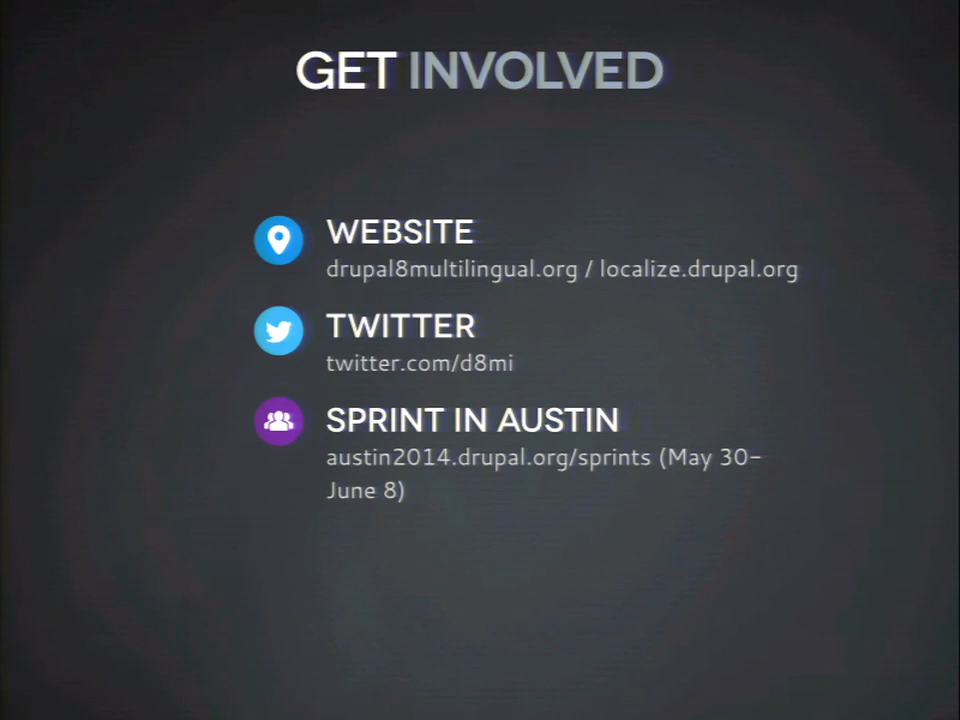 GET INVOLVED
WEBSITE
drupal8multilingual.org / localize.drupal.org
TWITTER
twitter.com/d8mi
SPRINT IN AUSTIN
austin2014.drupal.org/sprints (May 30-
June 8)